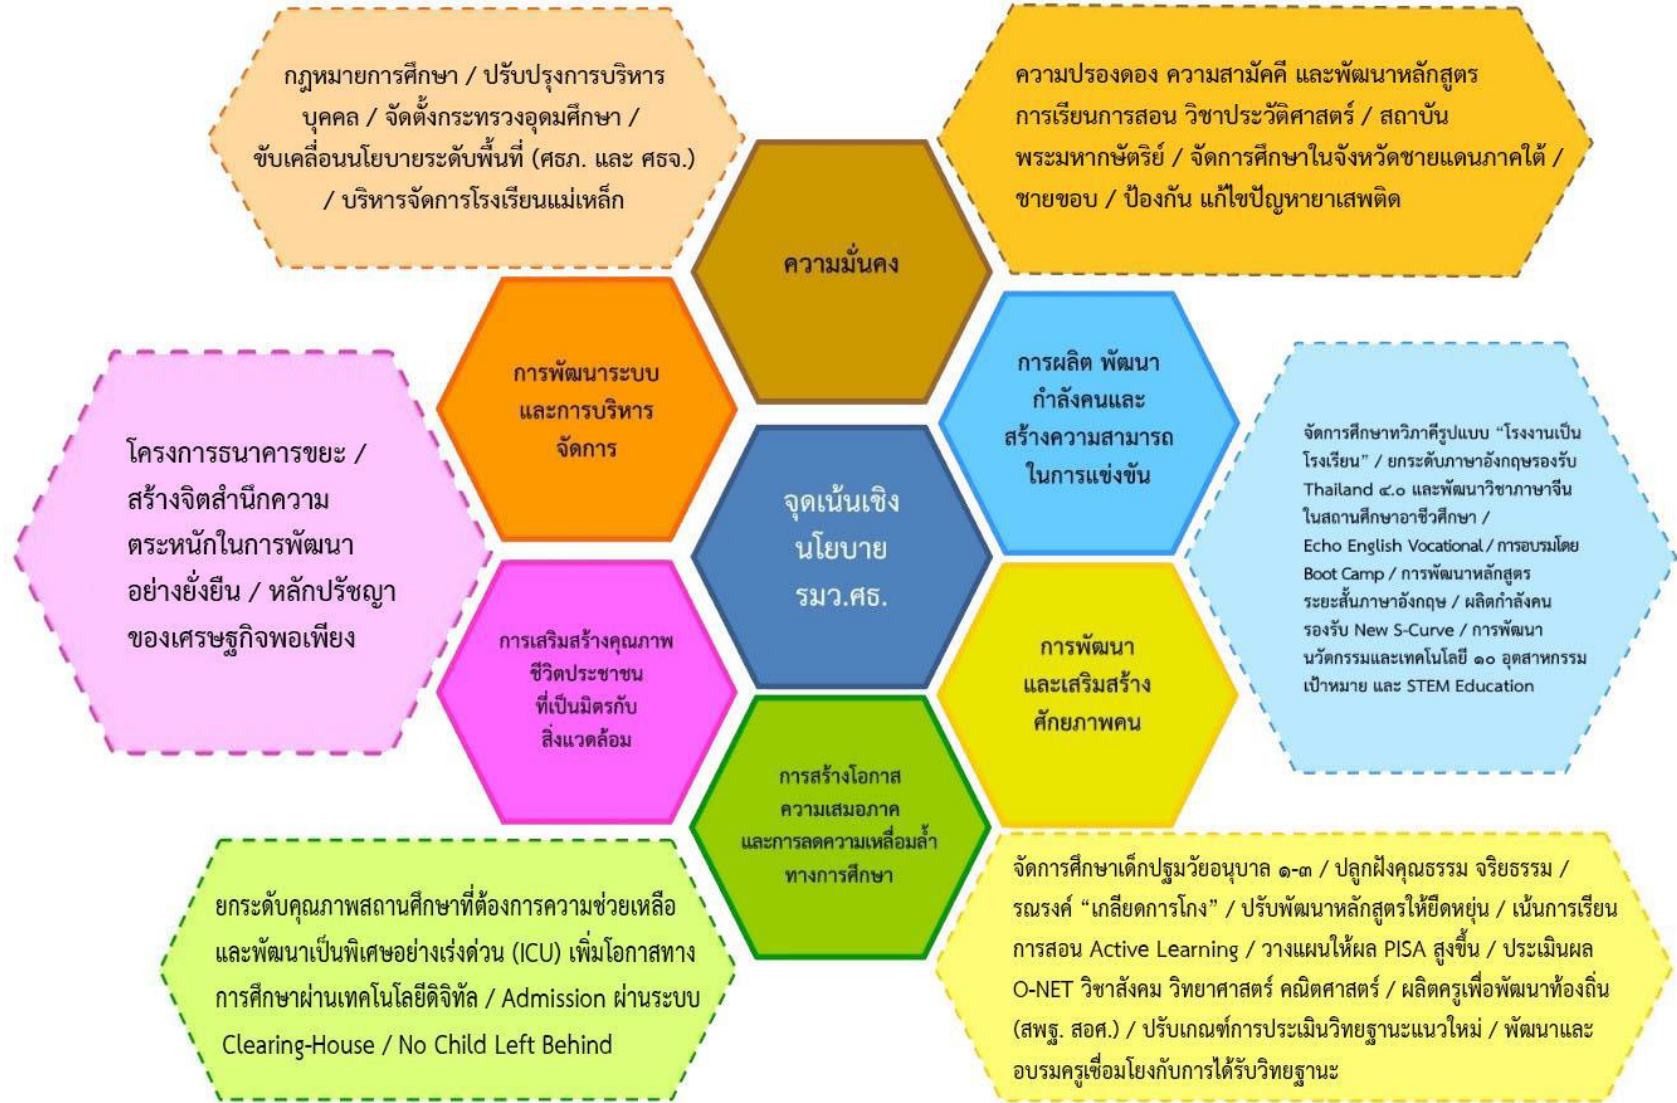 กฎหมายการศึกษา / ปรับปรุงการบริหาร
บุคคล / จัดตั้งกระทรวงอุดมศึกษา /
ขับเคลื่อนนโยบายระดับพื้นที่ (ศธภ. และ ศธจ.)
/ บริหารจัดการโรงเรียนแม่เหล็ก
ความปรองดอง ความสามัคคี และพัฒนาหลักสูตร
การเรียนการสอน วิชาประวัติศาสตร์ / สถาบัน
พระมหากษัตริย์ / จัดการศึกษาในจังหวัดชายแดนภาคใต้ /
ชายขอบ / ป้องกัน แก้ไขปัญหายาเสพติด
ความมั่นคง
การพัฒนาระบบ
และการบริหาร
จัดการ
การผลิต พัฒนา
กำลังคนและ
สร้างความสามารถ
ในการแข่งขัน
โครงการธนาคารขยะ /
สร้างจิตสำนึกความ
ตระหนักในการพัฒนา
อย่างยั่งยืน / หลักปรัชญา
ของเศรษฐกิจพอเพียง
จุดเน้นเชิง
นโยบาย
รมว.ศธ.
จัดการศึกษาทวิภาคีรูปแบบ “โรงงานเป็น
โรงเรียน” / ยกระดับภาษาอังกฤษรองรับ
Thailand ๔.๐ และพัฒนาวิชาภาษาจีน
ในสถานศึกษาอาชีวศึกษา /
Echo English Vocational / การอบรมโดย
Boot Camp / การพัฒนาหลักสูตร
ระยะสั้นภาษาอังกฤษ / ผลิตกำลังคน
รองรับ New S-Curve / การพัฒนา
นวัตกรรมและเทคโนโลยี ๑๐ อุตสาหกรรม
เป้าหมาย และ STEM Education
การเสริมสร้างคุณภาพ
ชีวิตประชาชน
ที่เป็นมิตรกับ
สิ่งแวดล้อม
การพัฒนา
และเสริมสร้าง
ศักยภาพคน
การสร้างโอกาส
ความเสมอภาค
และการลดความเหลื่อมล้ำ
ทางการศึกษา
ยกระดับคุณภาพสถานศึกษาที่ต้องการความช่วยเหลือ
และพัฒนาเป็นพิเศษอย่างเร่งด่วน (ICU) เพิ่มโอกาสทาง
การศึกษาผ่านเทคโนโลยีดิจิทัล / Admission ผ่านระบบ
Clearing-House / No Child Left Behind
จัดการศึกษาเด็กปฐมวัยอนุบาล ๑-๓ / ปลูกฝังคุณธรรม จริยธรรม /
รณรงค์ “เกลียดการโกง” / ปรับพัฒนาหลักสูตรให้ยืดหยุ่น / เน้นการเรียน
การสอน Active Learning / วางแผนให้ผล PISA สูงขึ้น / ประเมินผล
O-NET วิชาสังคม วิทยาศาสตร์ คณิตศาสตร์ / ผลิตครูเพื่อพัฒนาท้องถิ่น
(สพฐ. สอศ.) / ปรับเกณฑ์การประเมินวิทยฐานะแนวใหม่ / พัฒนาและ
อบรมครูเชื่อมโยงกับการได้รับวิทยฐานะ